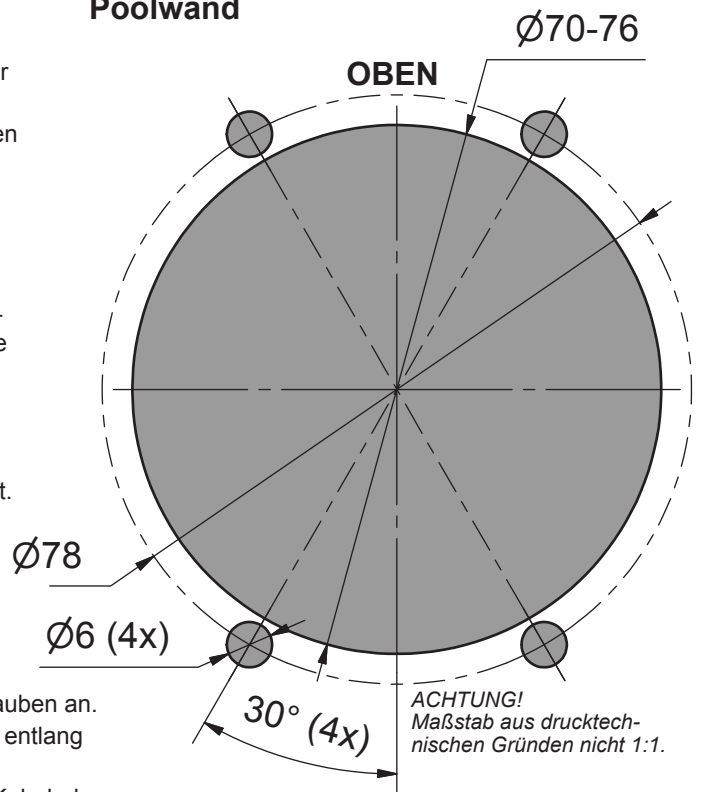 Poolwand
r
en
OBEN
Ø70-76
e
t.
Ø78
Ø6 (4x)
auben an.
entlang
30° (4x)
ACHTUNG!
Maßstab aus drucktech-
nischen Gründen nicht 1:1.